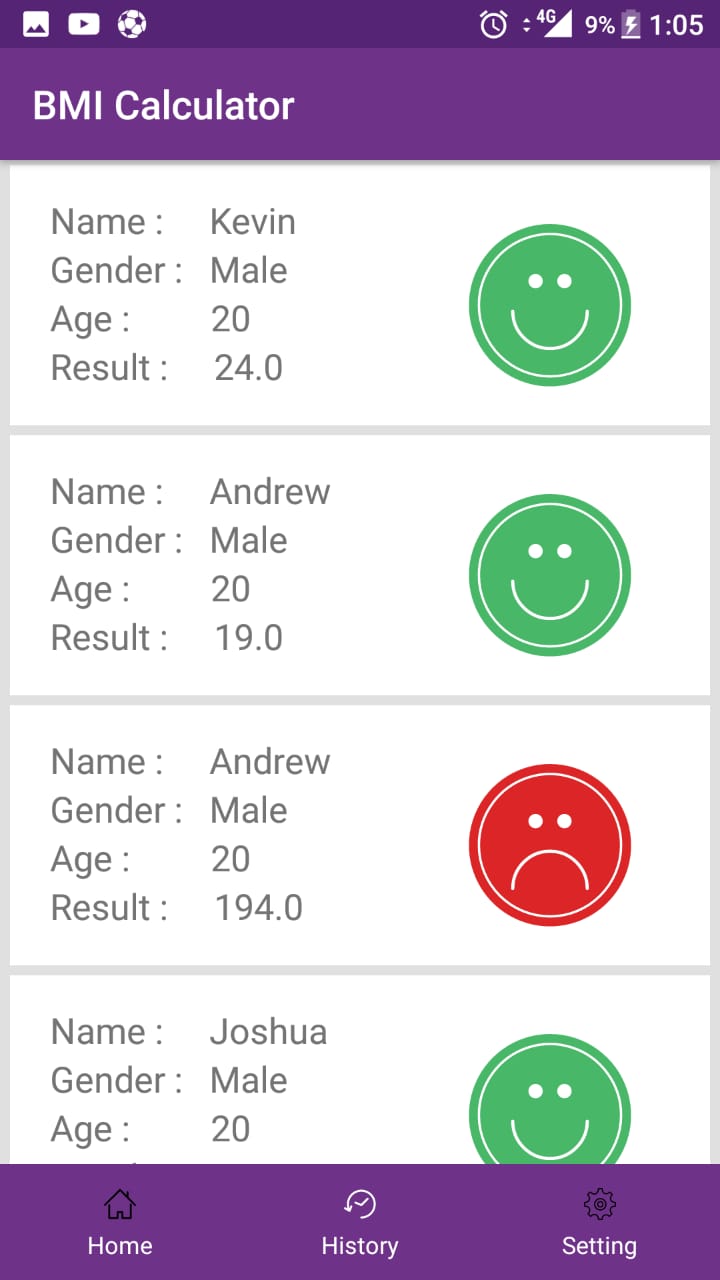 4G 9% 1:05
BMI Calculator
Name : Kevin
Gender : Male
Age : 20
Result : 24.0
Name : Andrew
Gender : Male
Age : 20
Result : 19.0
Name : Andrew
Gender : Male
Age : 20
Result : 194.0
Name : Joshua
Gender : Male
Age : 20
Home History Setting